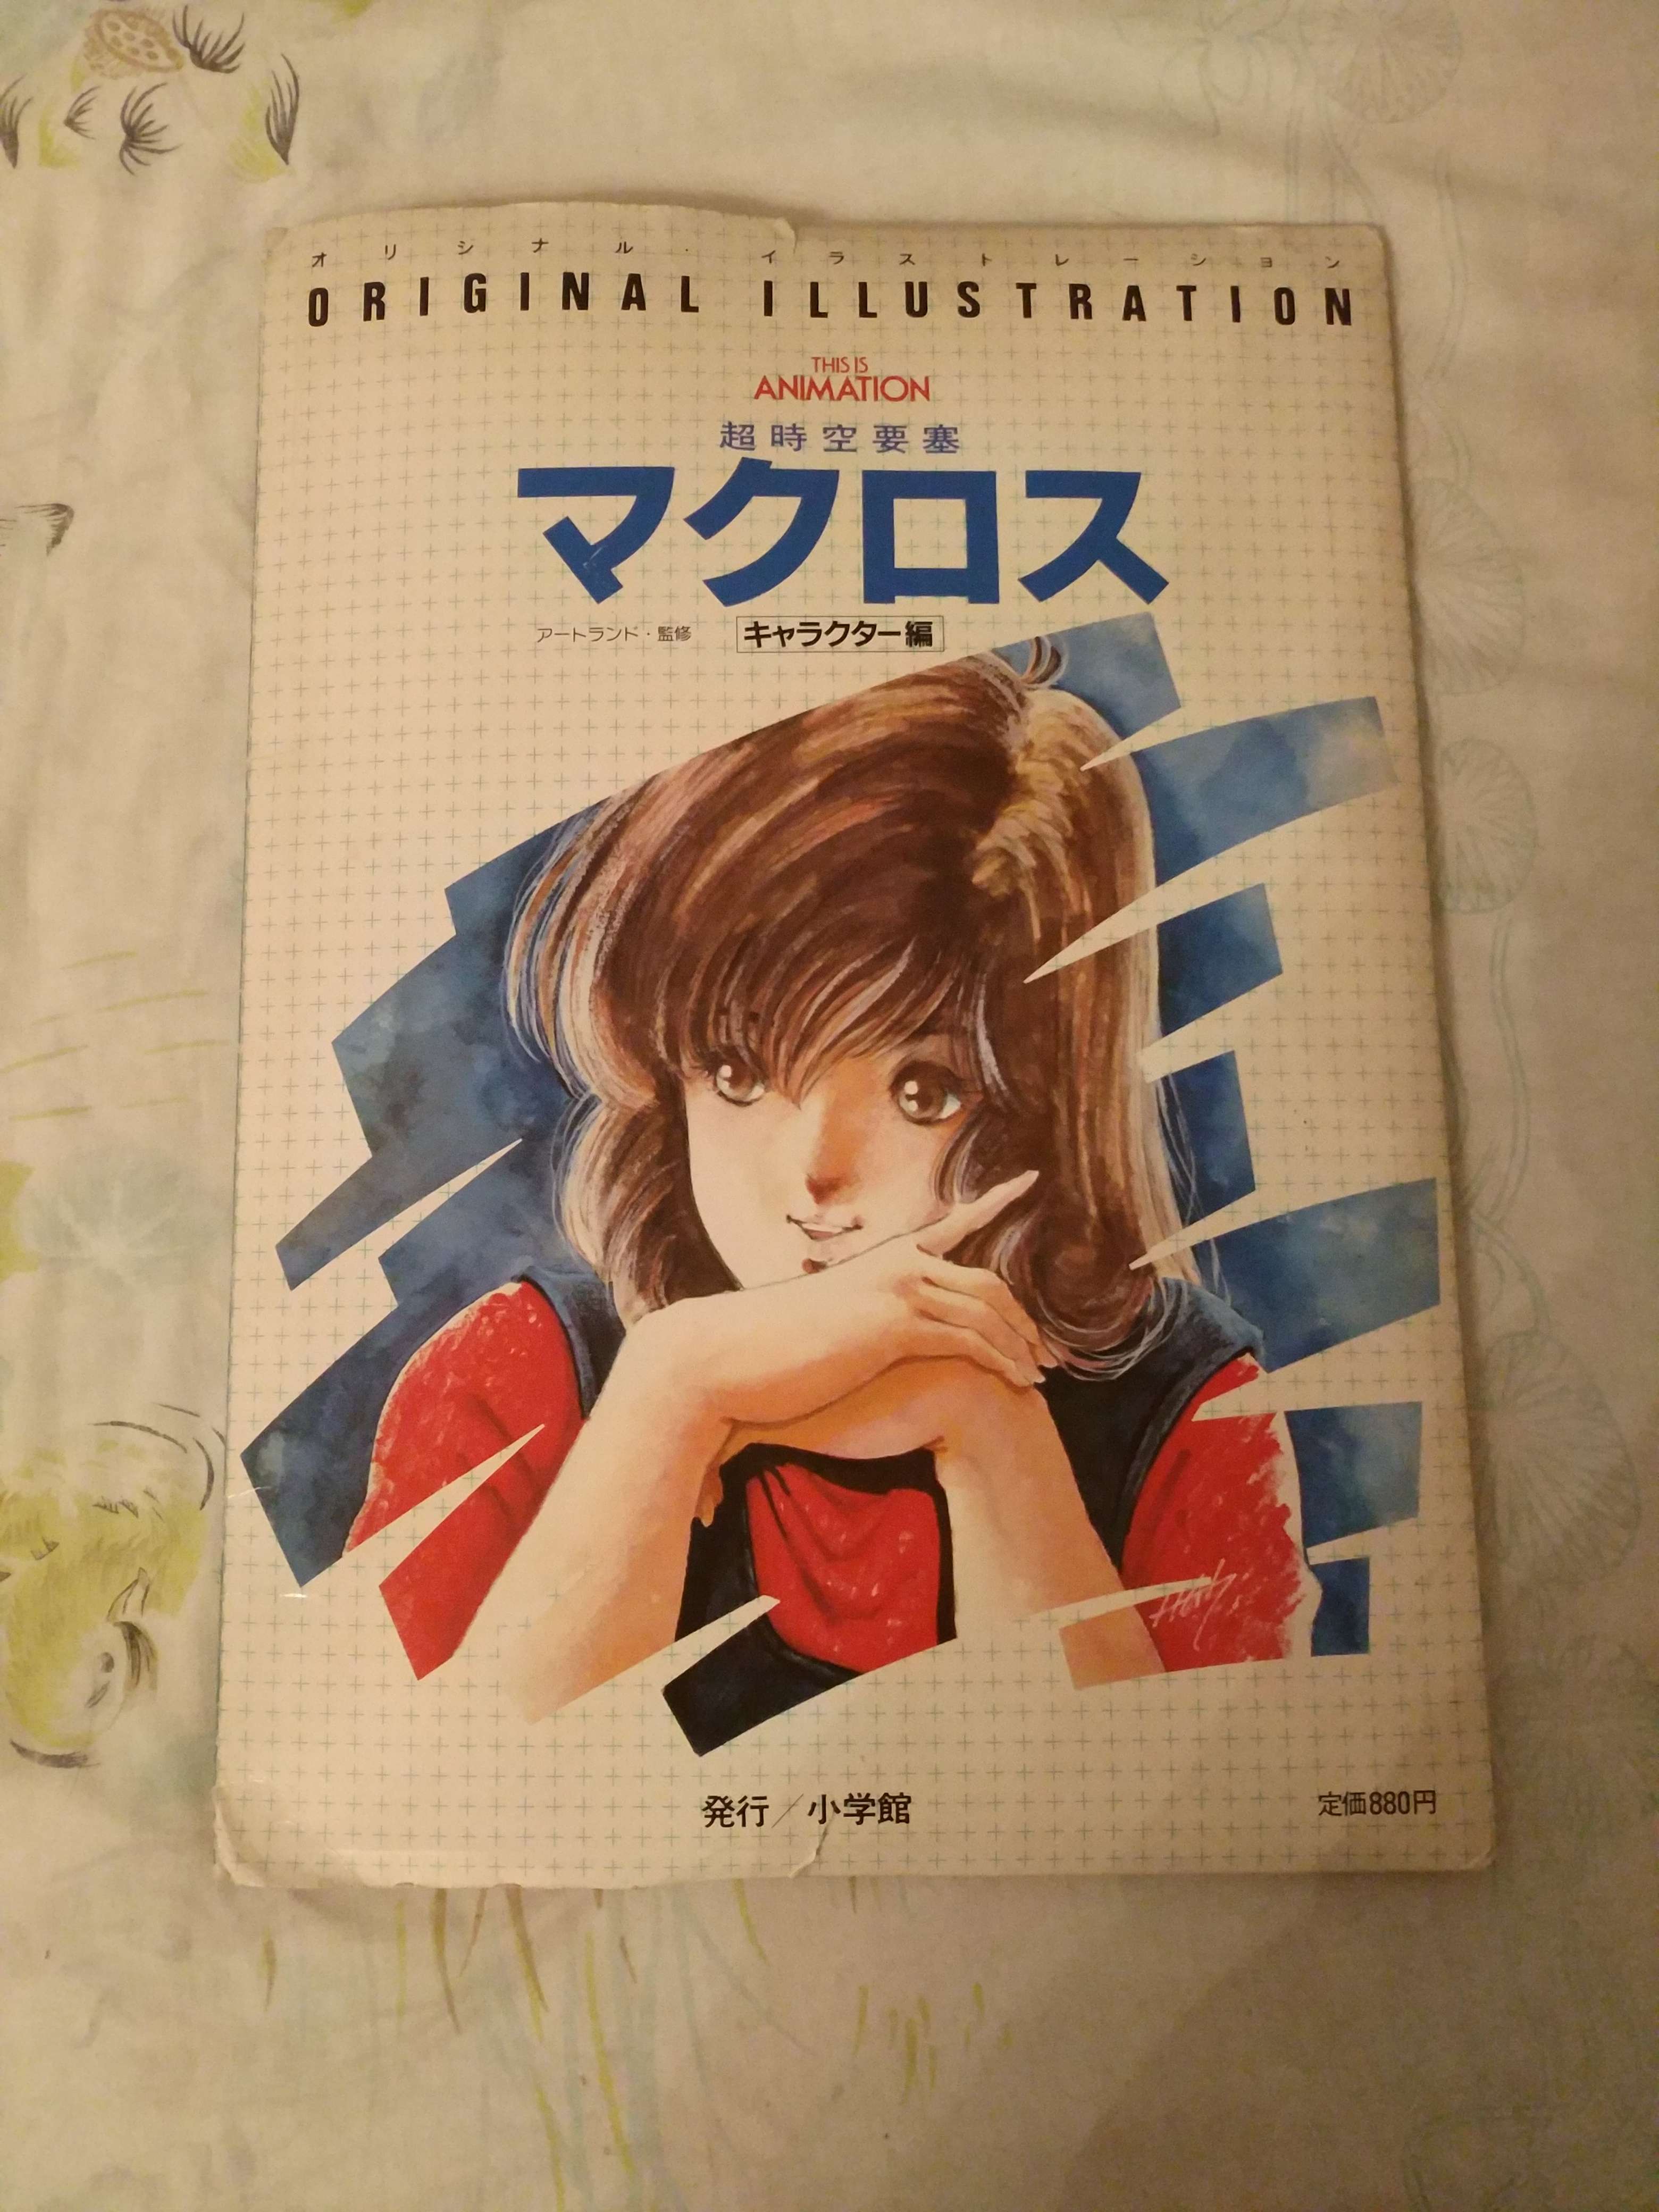 オリジナル・イラストレーション
ORIGINAL ILLUSTRATION
THIS IS
ANIMATION
超時空要塞
マクロス
アートランド・監修 キャラクター編
発行／小学館 定価880円